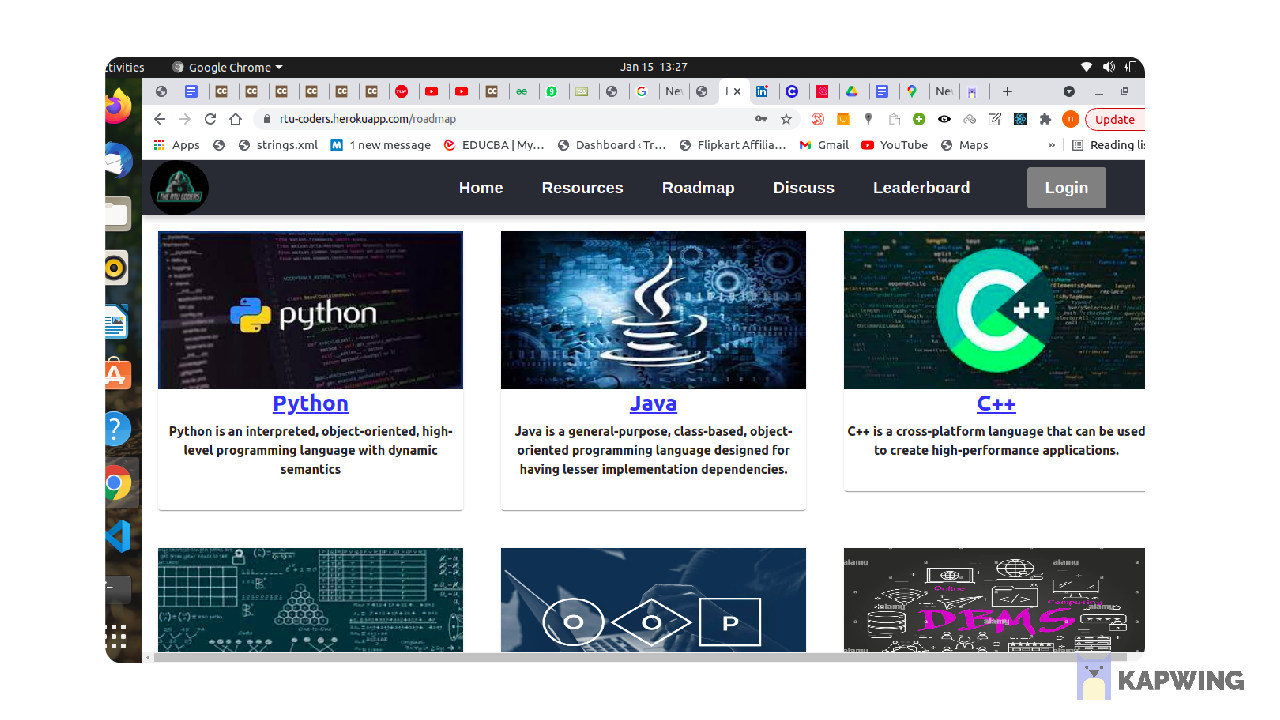 ctivities
Google Chrome
Jan 15 13:27
rtu-coders.herokuapp.com/roadmap
Update
Apps
strings.xml
1 new message
EDUCBA | My...
Dashboard ‹ Tr...
Flipkart Affilia...
Gmail
YouTube
Maps
»
Reading lis
THE RTU CODERS
Home
Resources
Roadmap
Discuss
Leaderboard
Login
python
C++
Python
Java
C++
Python is an interpreted, object-oriented, high-
level programming language with dynamic
semantics
Java is a general-purpose, class-based, object-
oriented programming language designed for
having lesser implementation dependencies.
C++ is a cross-platform language that can be used
to create high-performance applications.
O O P
DBMS
alamy
KAPWING